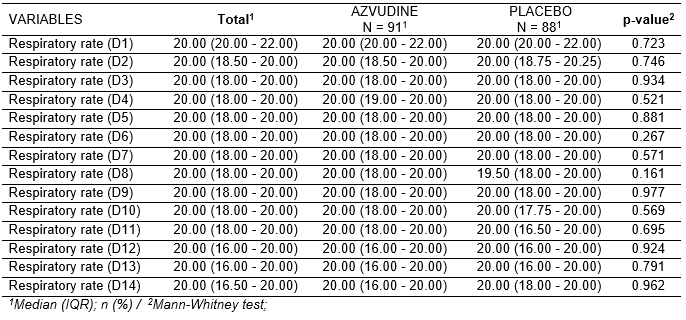 VARIABLES Total1 AZVUDINE N = 911 PLACEBO N = 881 p-value2
Respiratory rate (D1) 20.00 (20.00 - 22.00) 20.00 (20.00 - 22.00) 20.00 (20.00 - 22.00) 0.723
Respiratory rate (D2) 20.00 (18.50 - 20.00) 20.00 (18.50 - 20.00) 20.00 (18.75 - 20.25) 0.746
Respiratory rate (D3) 20.00 (18.00 - 20.00) 20.00 (18.00 - 20.00) 20.00 (18.00 - 20.00) 0.934
Respiratory rate (D4) 20.00 (18.00 - 20.00) 20.00 (19.00 - 20.00) 20.00 (18.00 - 20.00) 0.521
Respiratory rate (D5) 20.00 (18.00 - 20.00) 20.00 (18.00 - 20.00) 20.00 (18.00 - 20.00) 0.881
Respiratory rate (D6) 20.00 (18.00 - 20.00) 20.00 (18.00 - 20.00) 20.00 (18.00 - 20.00) 0.267
Respiratory rate (D7) 20.00 (18.00 - 20.00) 20.00 (18.00 - 20.00) 20.00 (18.00 - 20.00) 0.571
Respiratory rate (D8) 20.00 (18.00 - 20.00) 20.00 (18.00 - 20.00) 19.50 (18.00 - 20.00) 0.161
Respiratory rate (D9) 20.00 (18.00 - 20.00) 20.00 (18.00 - 20.00) 20.00 (18.00 - 20.00) 0.977
Respiratory rate (D10) 20.00 (18.00 - 20.00) 20.00 (18.00 - 20.00) 20.00 (17.75 - 20.00) 0.569
Respiratory rate (D11) 20.00 (18.00 - 20.00) 20.00 (18.00 - 20.00) 20.00 (16.50 - 20.00) 0.695
Respiratory rate (D12) 20.00 (16.00 - 20.00) 20.00 (16.00 - 20.00) 20.00 (16.00 - 20.00) 0.924
Respiratory rate (D13) 20.00 (16.00 - 20.00) 20.00 (16.00 - 20.00) 20.00 (16.00 - 20.00) 0.791
Respiratory rate (D14) 20.00 (16.50 - 20.00) 20.00 (16.00 - 20.00) 20.00 (18.00 - 20.00) 0.962
1Median (IQR); n (%) / 2Mann-Whitney test;